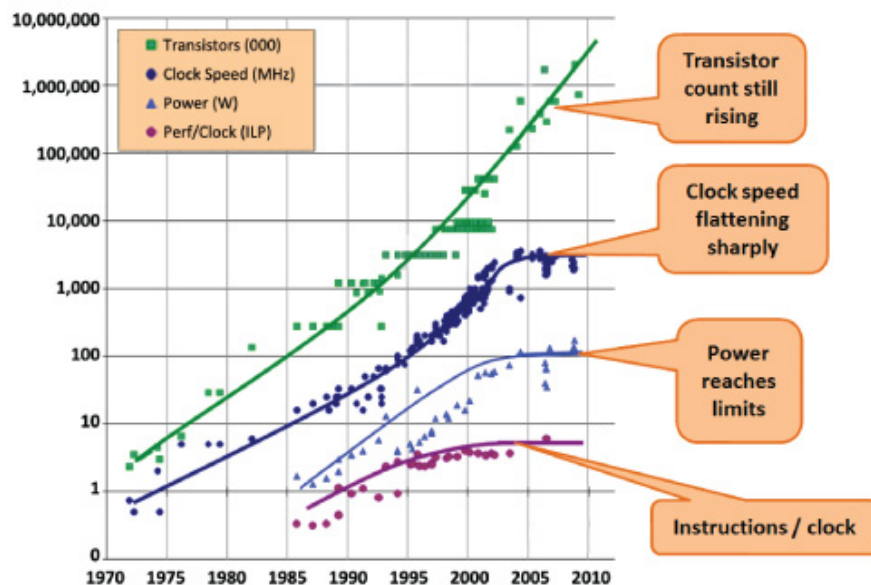 10,000,000
1,000,000
100,000
10,000
1,000
100
10
1
0
1970
1975
1980
1985
1990
1995
2000
2005
2010
Transistors (000)
Clock Speed (MHz)
Power (W)
Perf/Clock (ILP)
Transistor
count still
rising
Clock speed
flattening
sharply
Power
reaches
limits
Instructions / clock